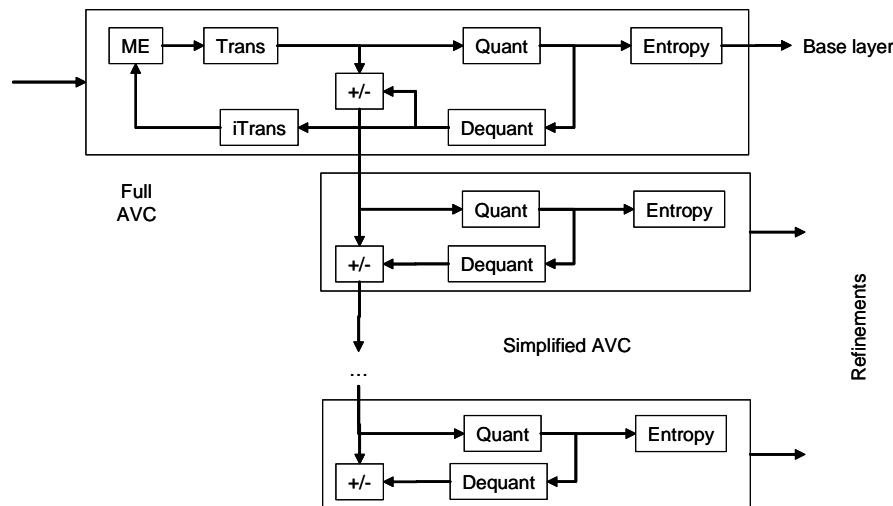 ME
Trans
Quant
Entropy
Base layer
+/-
iTrans
Dequant
Full
AVC
Quant
Entropy
+/-
Dequant
Simplified AVC
Refinements
...
Quant
Entropy
+/-
Dequant